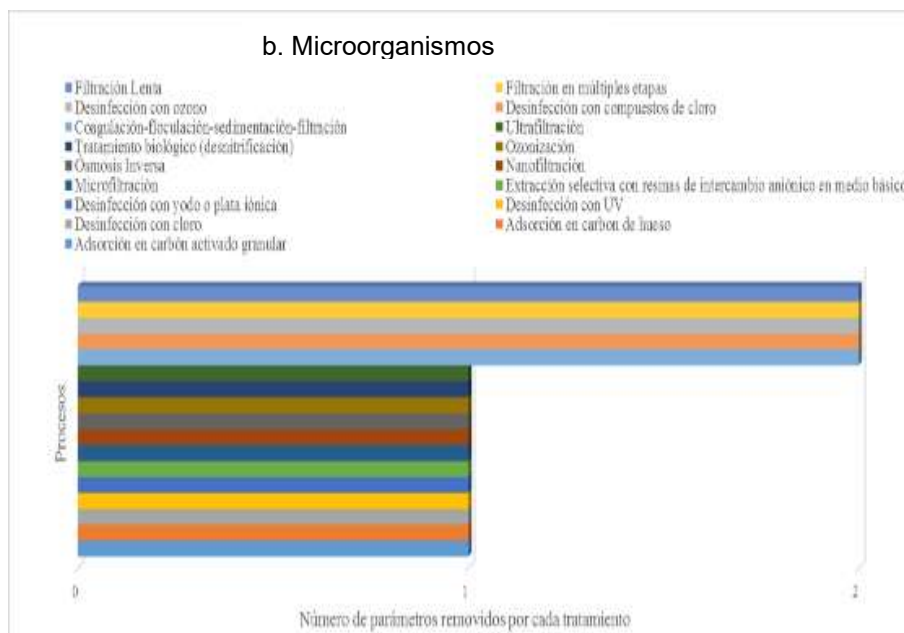 b. Microorganismos
Filtración Lenta
Filtración en múltiples etapas
Desinfección con ozono
Desinfección con compuestos de cloro
Coagulación-floculación-sedimentación-filtración
Ultrafiltración
Tratamiento biológico (desnitrificación)
Ozonización
Ósmosis Inversa
Nanofiltración
Microfiltración
Extracción selectiva con resinas de intercambio aniónico en medio básico
Desinfección con yodo o plata iónica
Desinfección con UV
Desinfección con cloro
Adsorción en carbon de hueso
Adsorción en carbón activado granular
Procesos
0
1
2
Número de parámetros removidos por cada tratamiento